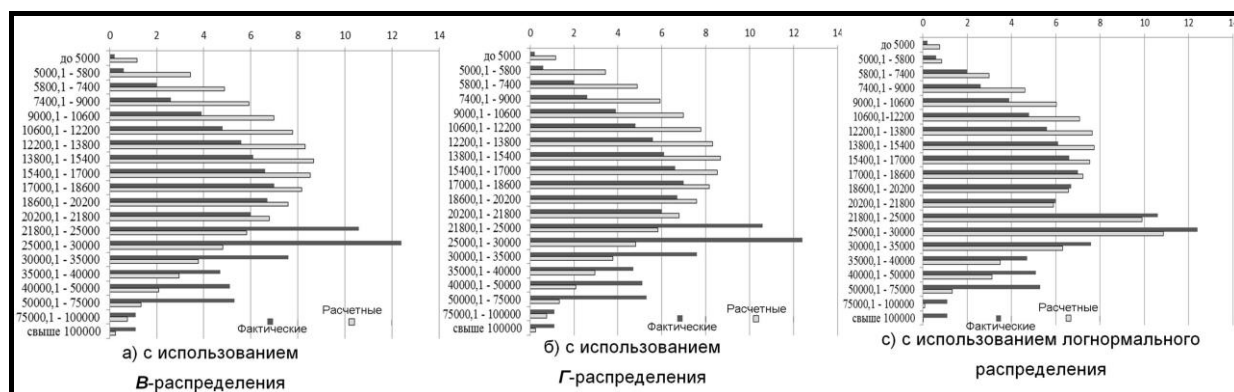 0 2 4 6 8 10 12 14
до 5000
5000,1 - 5800
5800,1 - 7400
7400,1 - 9000
9000,1 - 10600
10600,1 - 12200
12200,1 - 13800
13800,1 - 15400
15400,1 - 17000
17000,1 - 18600
18600,1 - 20200
20200,1 - 21800
21800,1 - 25000
25000,1 - 30000
30000,1 - 35000
35000,1 - 40000
40000,1 - 50000
50000,1 - 75000
75000,1 - 100000
свыше 100000
Фактические
Расчетные
а) с использованием
В-распределения
0 2 4 6 8 10 12 14
до 5000
5000,1 - 5800
5800,1 - 7400
7400,1 - 9000
9000,1 - 10600
10600,1 - 12200
12200,1 - 13800
13800,1 - 15400
15400,1 - 17000
17000,1 - 18600
18600,1 - 20200
20200,1 - 21800
21800,1 - 25000
25000,1 - 30000
30000,1 - 35000
35000,1 - 40000
40000,1 - 50000
50000,1 - 75000
75000,1 - 100000
свыше 100000
Фактические
Расчетные
б) с использованием
Г-распределения
0 2 4 6 8 10 12 14
до 5000
5000,1 - 5800
5800,1 - 7400
7400,1 - 9000
9000,1 - 10600
10600,1-12200
12200,1 - 13800
13800,1 - 15400
15400,1 - 17000
17000,1 - 18600
18600,1 - 20200
20200,1 - 21800
21800,1 - 25000
25000,1 - 30000
30000,1 - 35000
35000,1 - 40000
40000,1 - 50000
50000,1 - 75000
75000,1 - 100000
свыше 100000
Фактические
Расчетные
с) с использованием логнормального
распределения